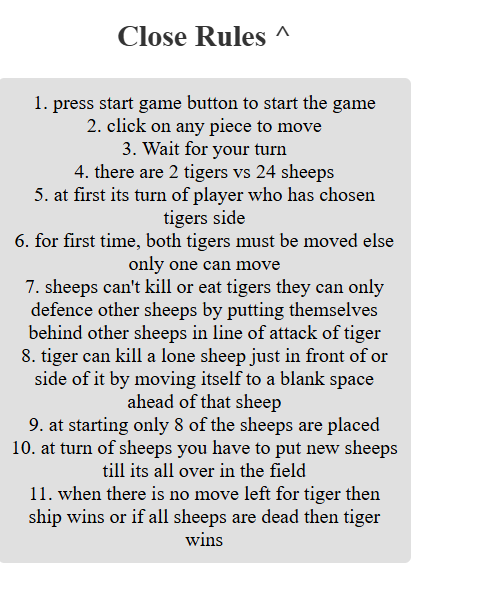 Close Rules ^
1. press start game button to start the game
2. click on any piece to move
3. Wait for your turn
4. there are 2 tigers vs 24 sheeps
5. at first its turn of player who has chosen
tigers side
6. for first time, both tigers must be moved else
only one can move
7. sheeps can't kill or eat tigers they can only
defence other sheeps by putting themselves
behind other sheeps in line of attack of tiger
8. tiger can kill a lone sheep just in front of or
side of it by moving itself to a blank space
ahead of that sheep
9. at starting only 8 of the sheeps are placed
10. at turn of sheeps you have to put new sheeps
till its all over in the field
11. when there is no move left for tiger then
ship wins or if all sheeps are dead then tiger
wins